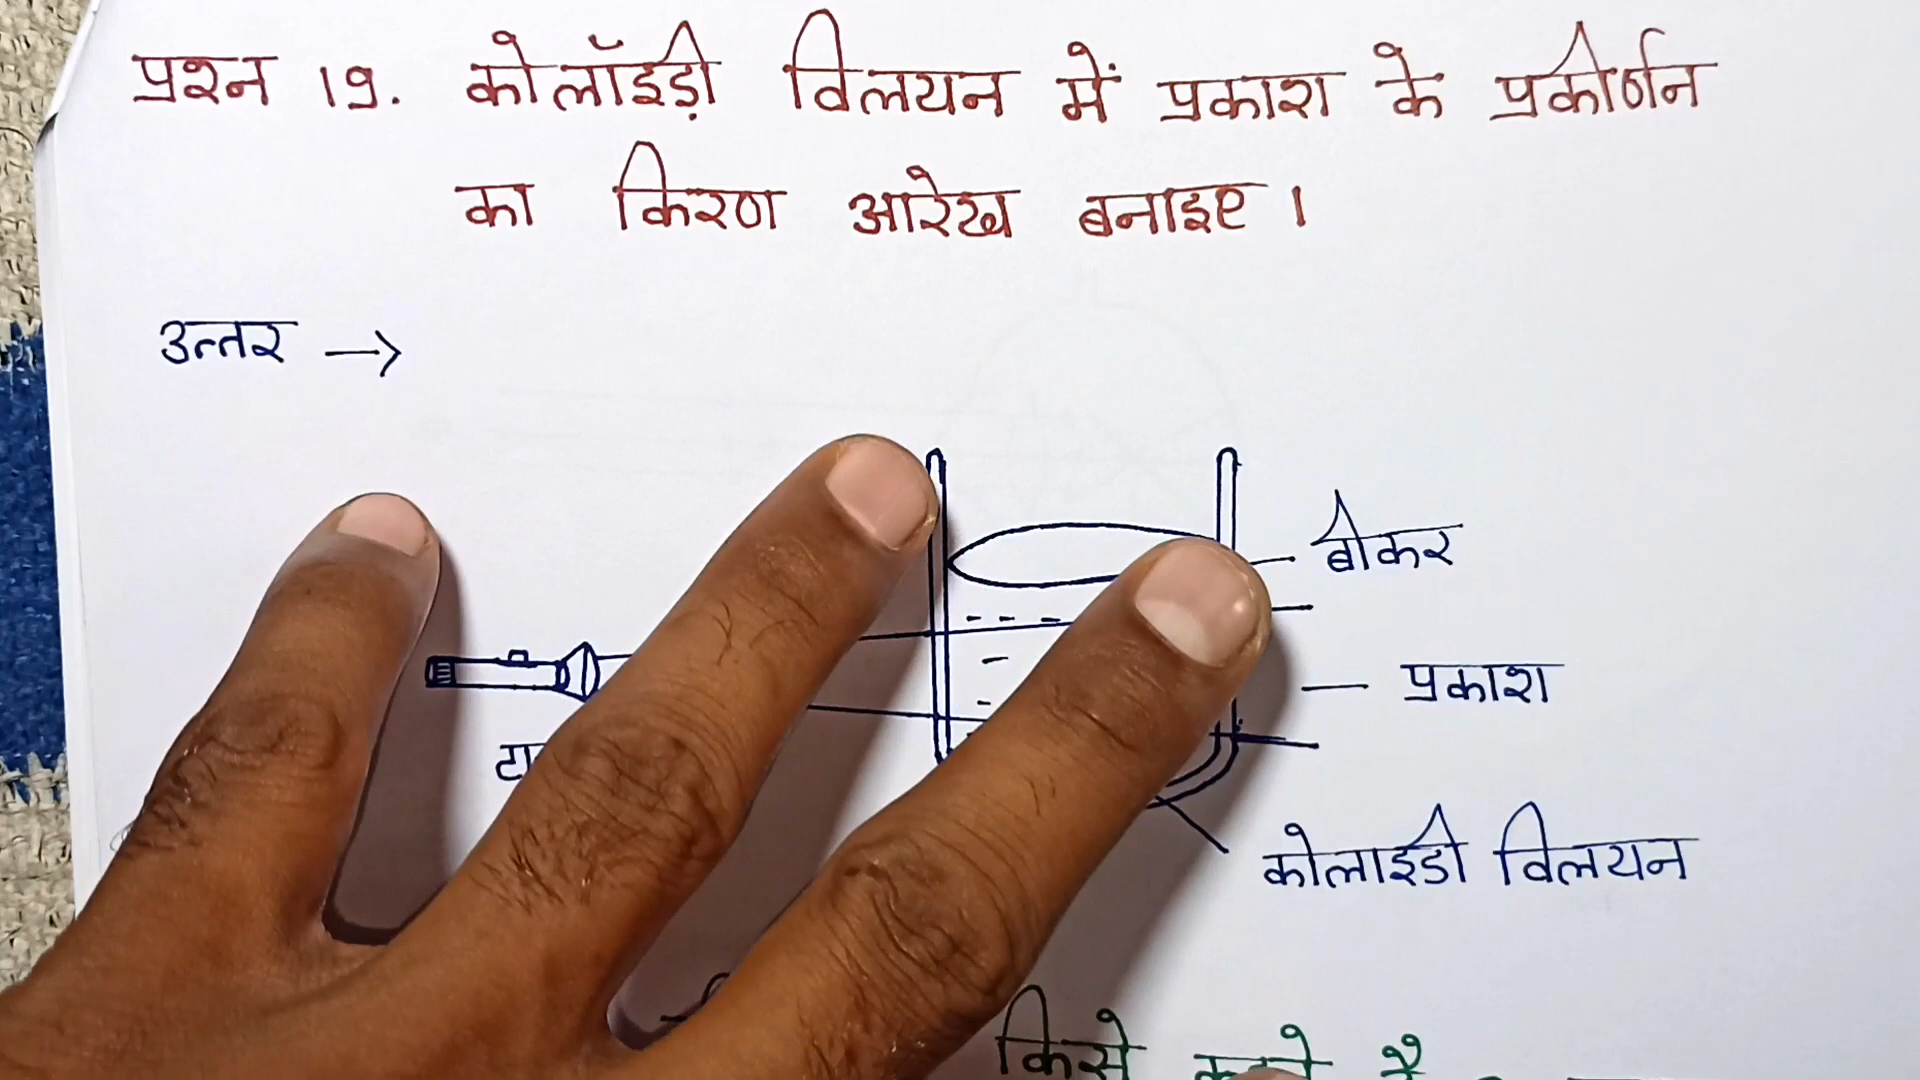 प्रश्न 19. कोलॉइड़ी विलयन में प्रकाश के प्रकीर्णन
का किरण आरेख बनाइए।
उत्तर →
बीकर
प्रकाश
कोलाइडी विलयन
किसे